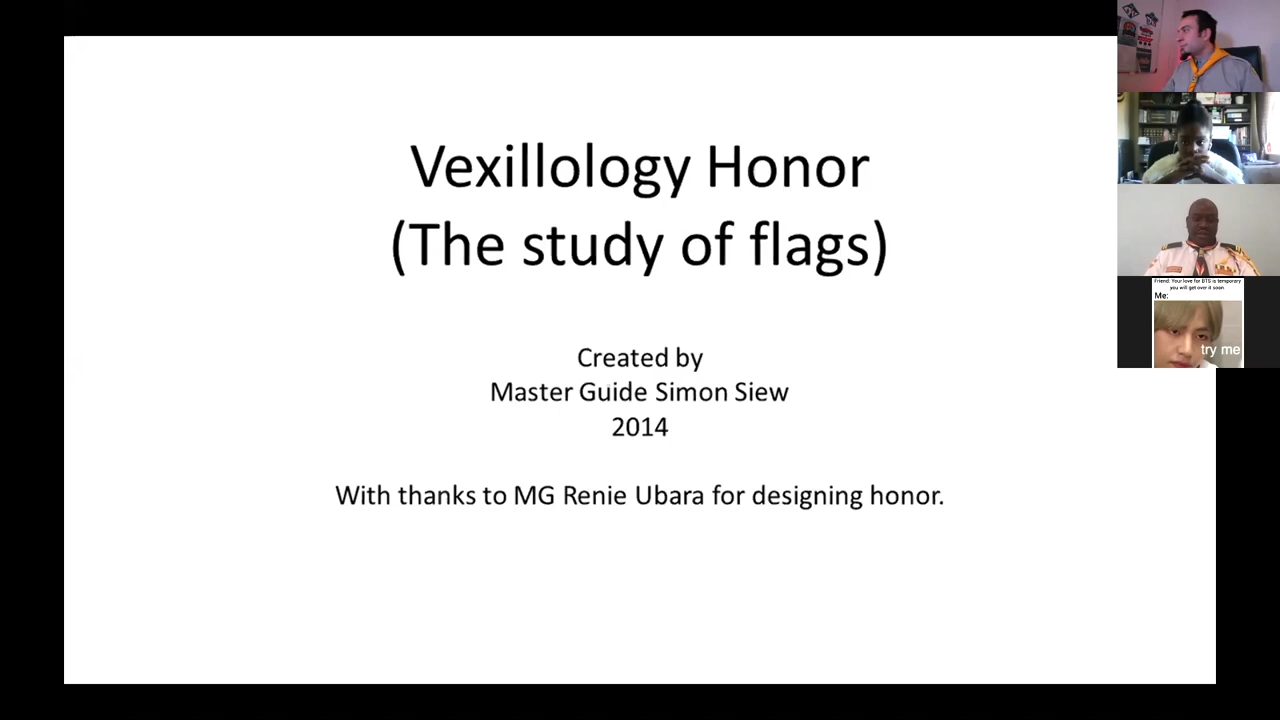 Vexillology Honor
(The study of flags)
Created by
Master Guide Simon Siew
2014
With thanks to MG Renie Ubara for designing honor.
Friend: Your love for BTS is temporary
you will get over it soon
Me:
try me